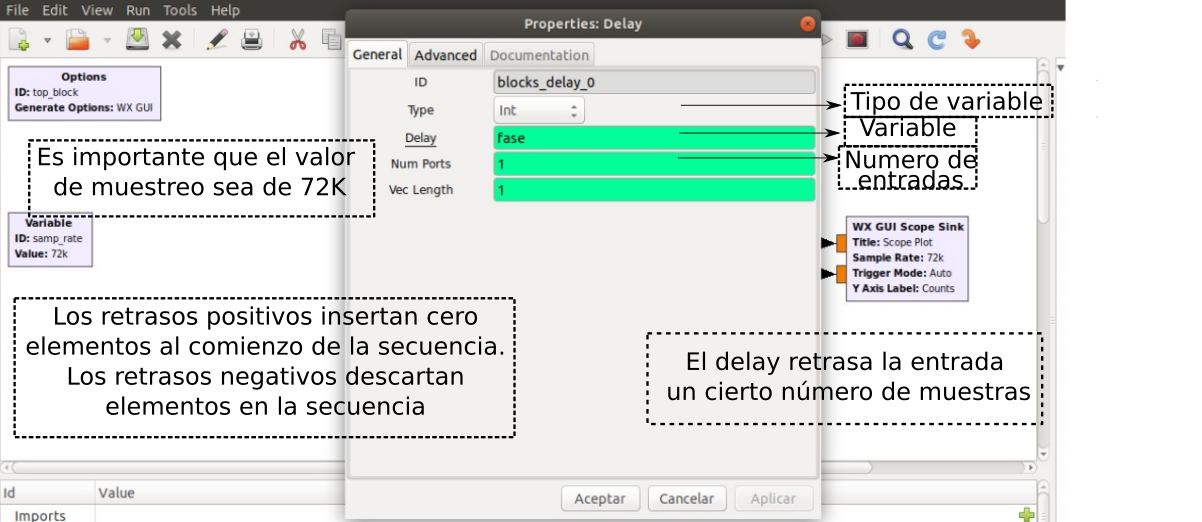 File Edit View Run Tools Help
Properties: Delay
General Advanced Documentation
ID blocks_delay_0
Type Int
Delay fase
Num Ports 1
Vec Length 1
Tipo de variable
Variable
Numero de
entradas
Options
ID: top_block
Generate Options: WX GUI
Es importante que el valor
de muestreo sea de 72K
Variable
ID: samp_rate
Value: 72k
WX GUI Scope Sink
Title: Scope Plot
Sample Rate: 72k
Trigger Mode: Auto
Y Axis Label: Counts
Los retrasos positivos insertan cero
elementos al comienzo de la secuencia.
Los retrasos negativos descartan
elementos en la secuencia
El delay retrasa la entrada
un cierto número de muestras
Aceptar Cancelar Aplicar
Id Value
Imports